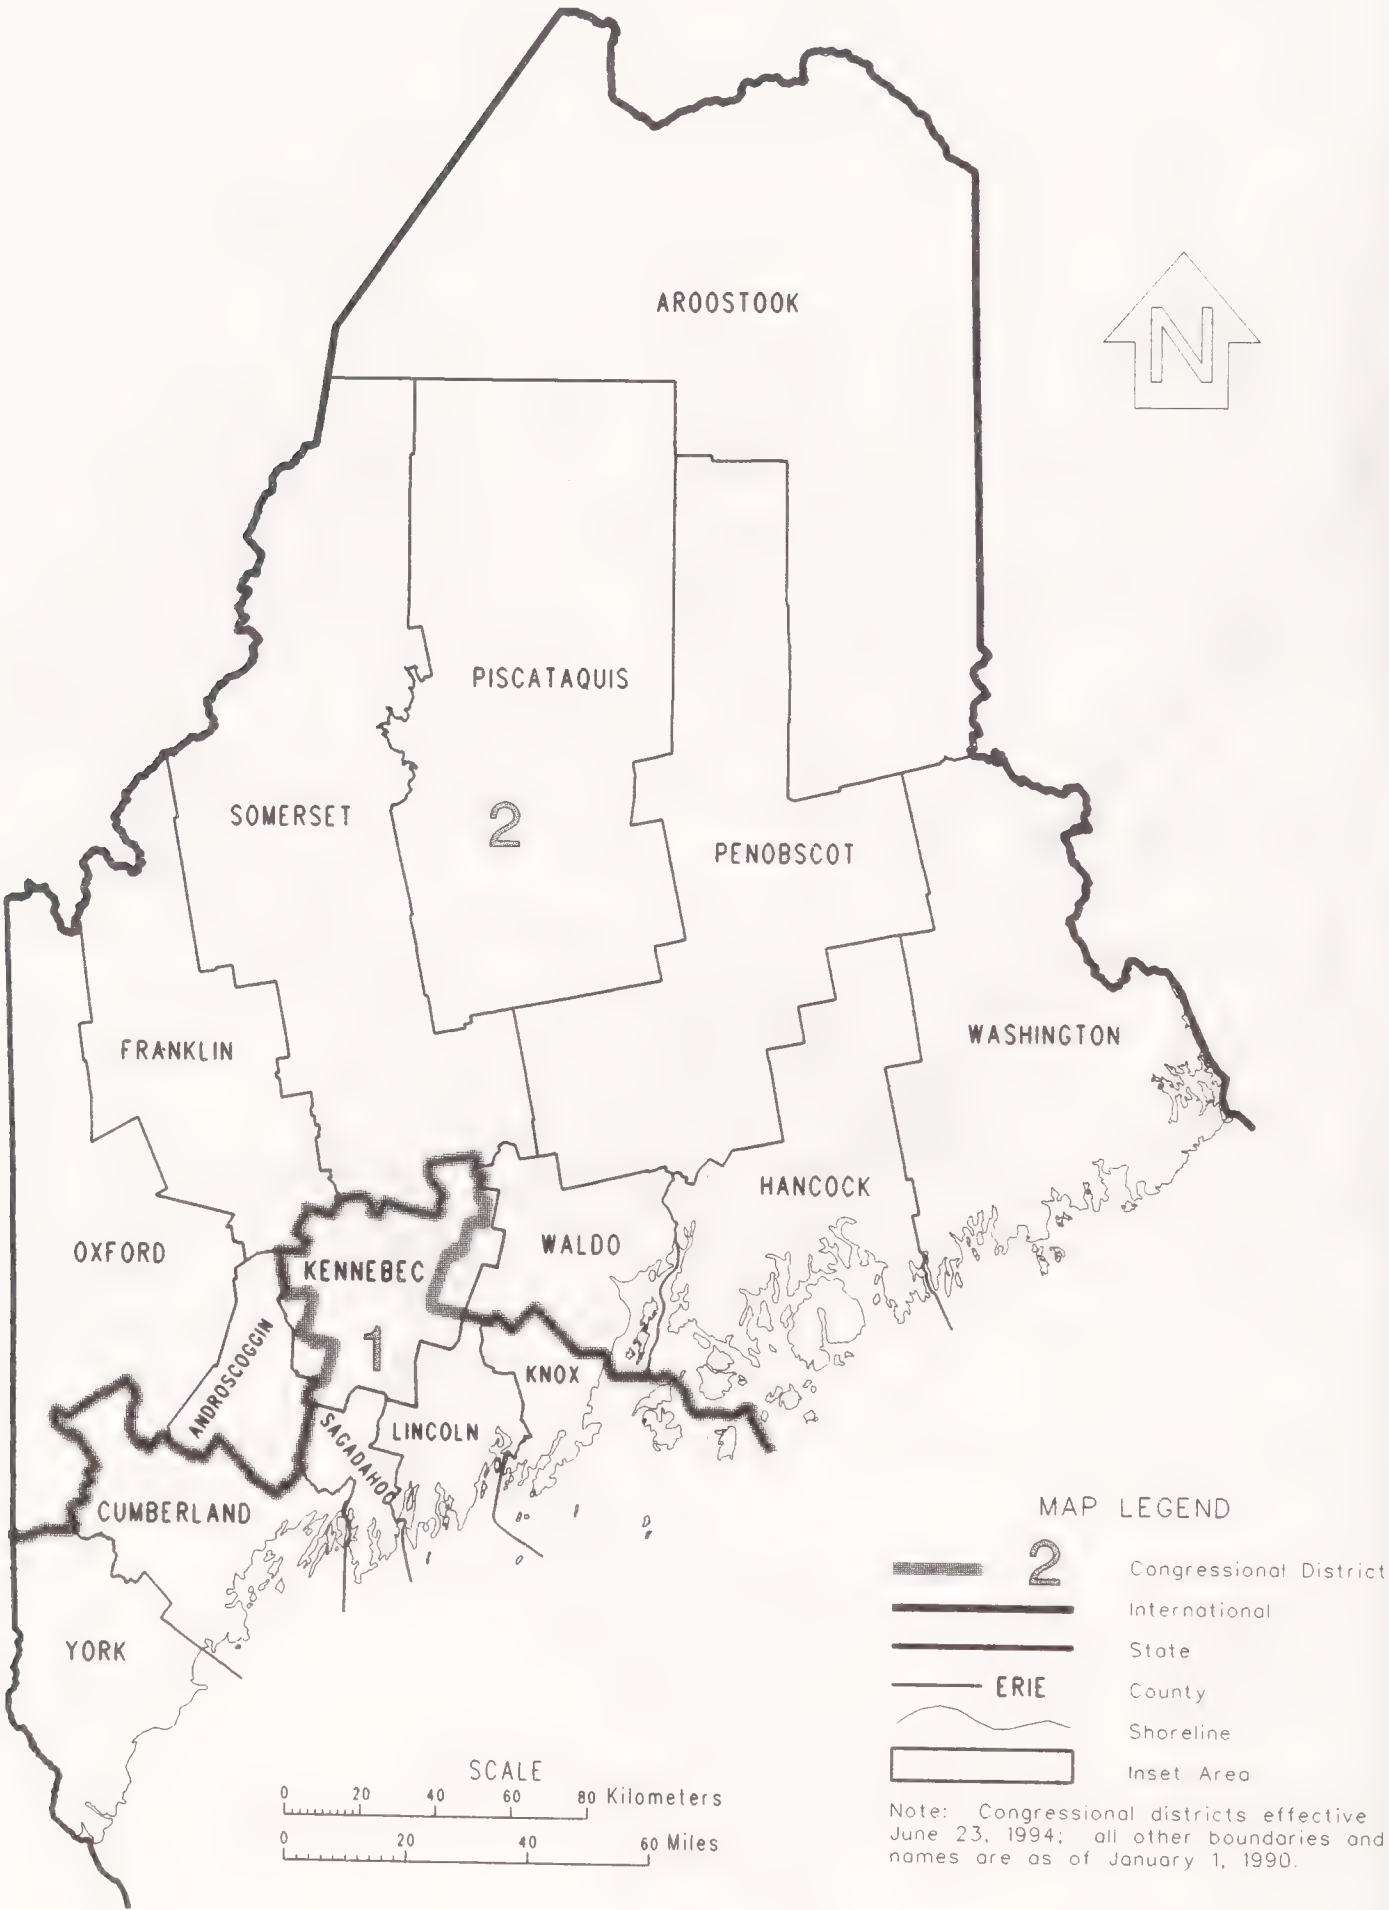 AROOSTOOK
N
PISCATAQUIS
SOMERSET
2
PENOBSCOT
WASHINGTON
FRANKLIN
HANCOCK
OXFORD
WALDO
KENNEBEC
1
KNOX
ANDROSCOGGIN
LINCOLN
SAGADAHOC
CUMBERLAND
YORK
MAP LEGEND
2 Congressional District
International
State
ERIE County
Shoreline
Inset Area
SCALE
0 20 40 60 80 Kilometers
0 20 40 60 Miles
Note: Congressional districts effective
June 23, 1994; all other boundaries and
names are as of January 1, 1990.